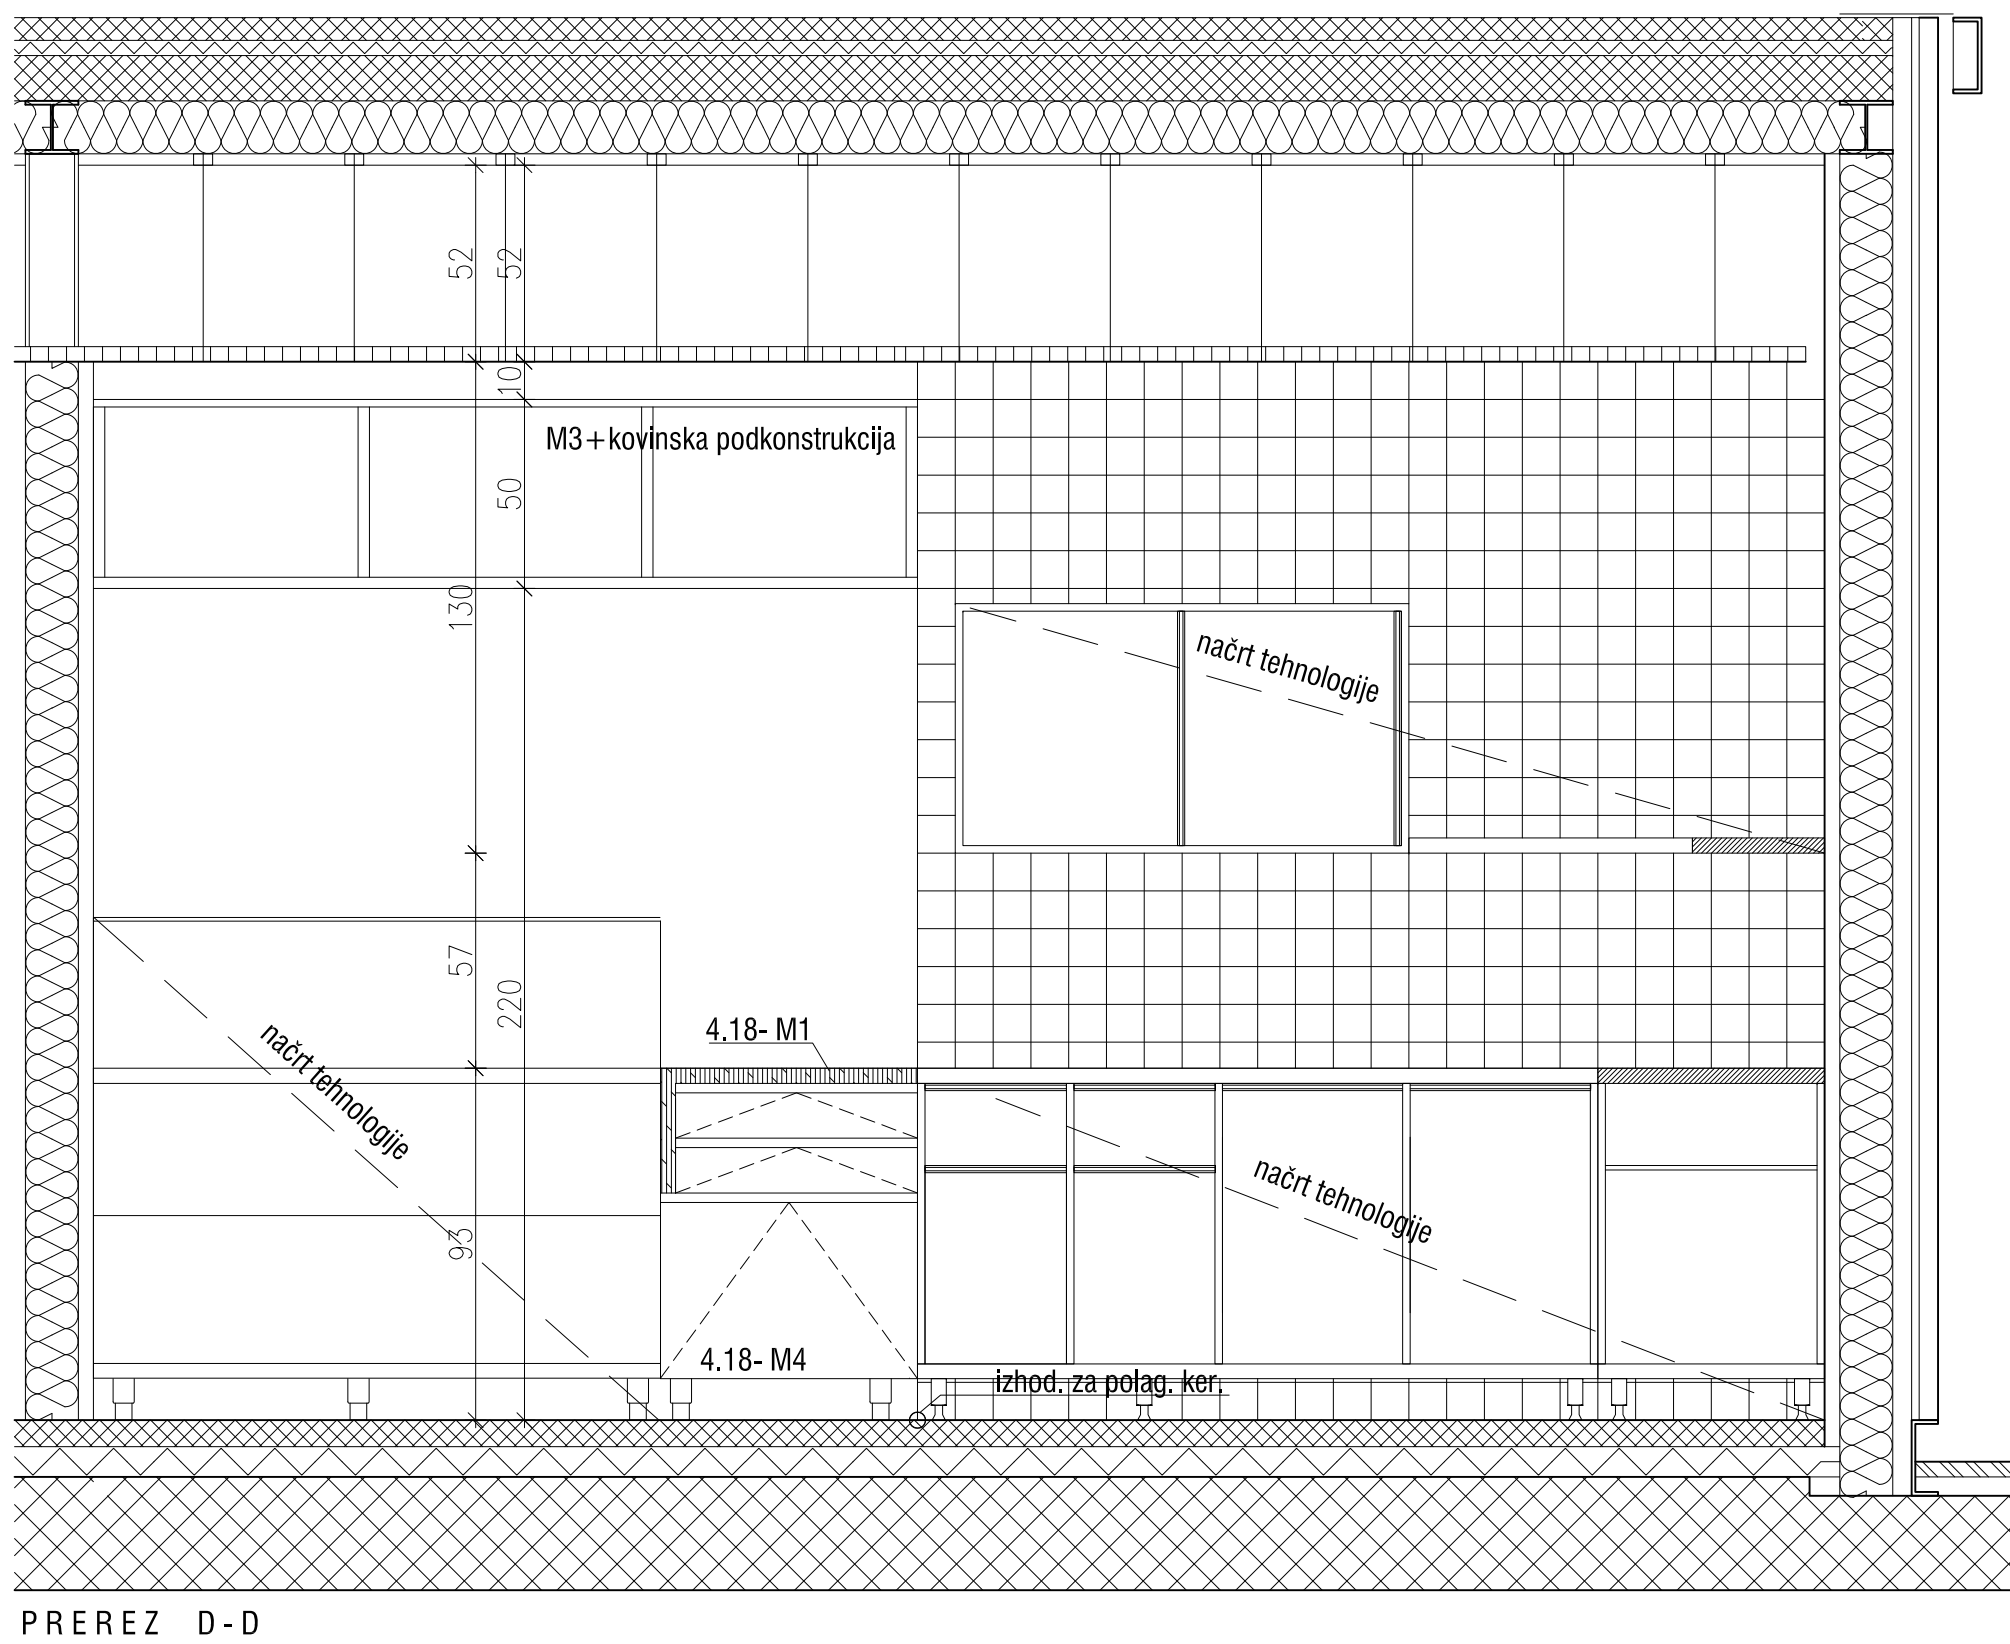 52
52
10
M3+kovinska podkonstrukcija
50
130
načrt tehnologije
57
220
4.18- M1
načrt tehnologije
načrt tehnologije
93
4.18- M4
izhod. za polag. ker.
PREREZ D-D